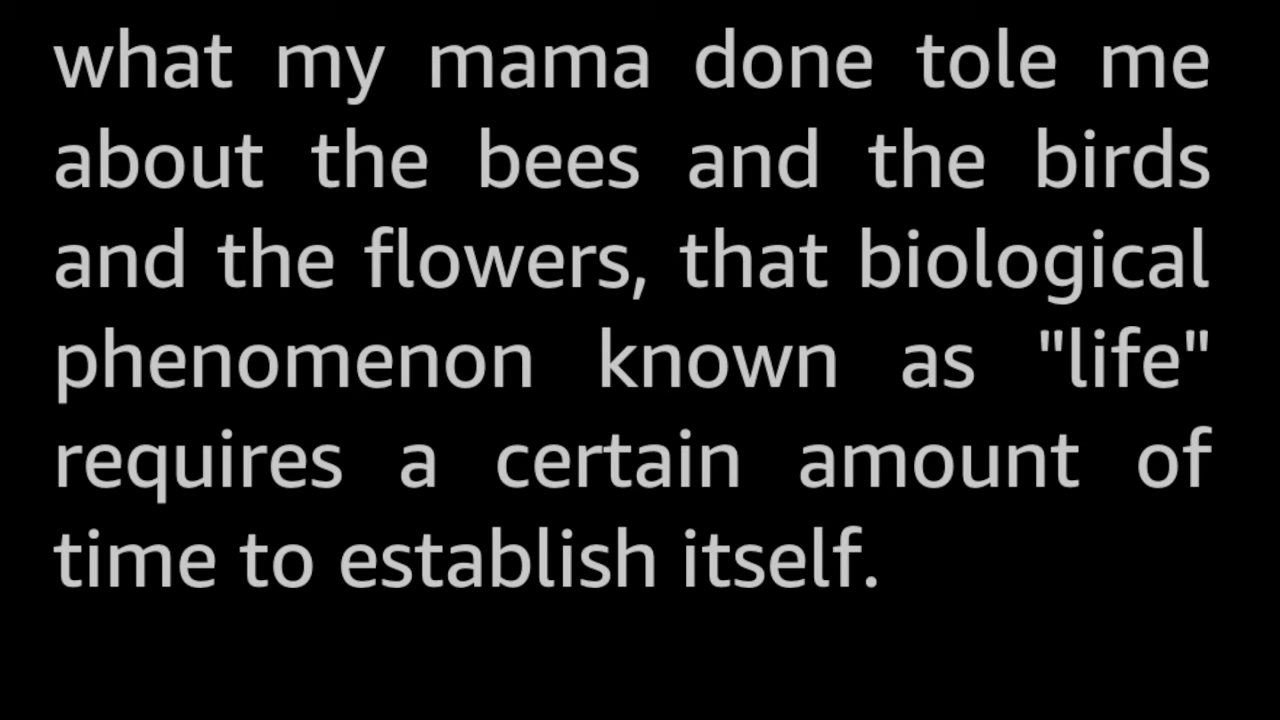 what my mama done tole me
about the bees and the birds
and the flowers, that biological
phenomenon known as "life"
requires a certain amount of
time to establish itself.